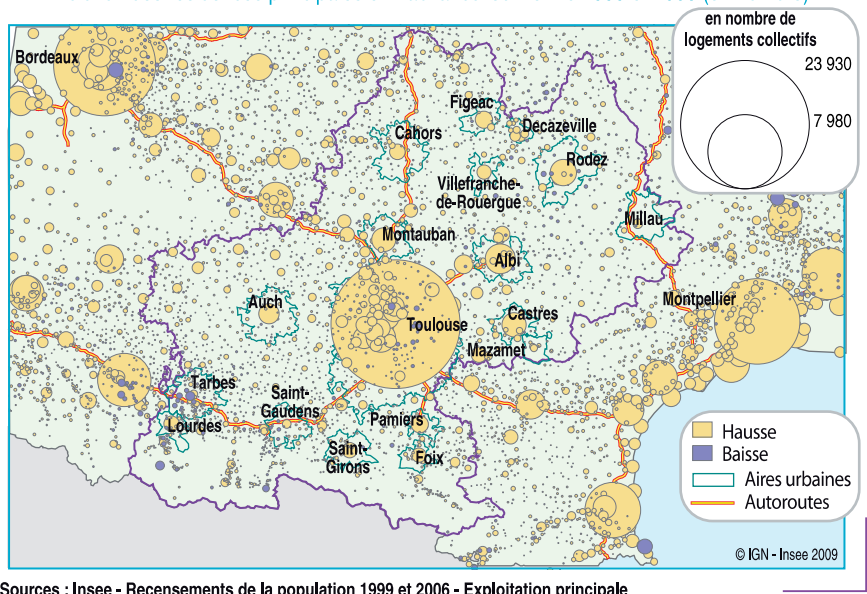 en nombre de
logements collectifs
23 930
7 980
Bordeaux
Figeac
Decazeville
Cahors
Rodez
Villefranche-
de-Rouergue
Millau
Montauban
Albi
Auch
Montpellier
Toulouse
Castres
Mazamet
Tarbes
Saint-
Gaudens
Lourdes
Pamiers
Saint-
Girons
Foix
Hausse
Baisse
Aires urbaines
Autoroutes
© IGN - Insee 2009
Sources : Insee - Recensements de la population 1999 et 2006 - Exploitation principale